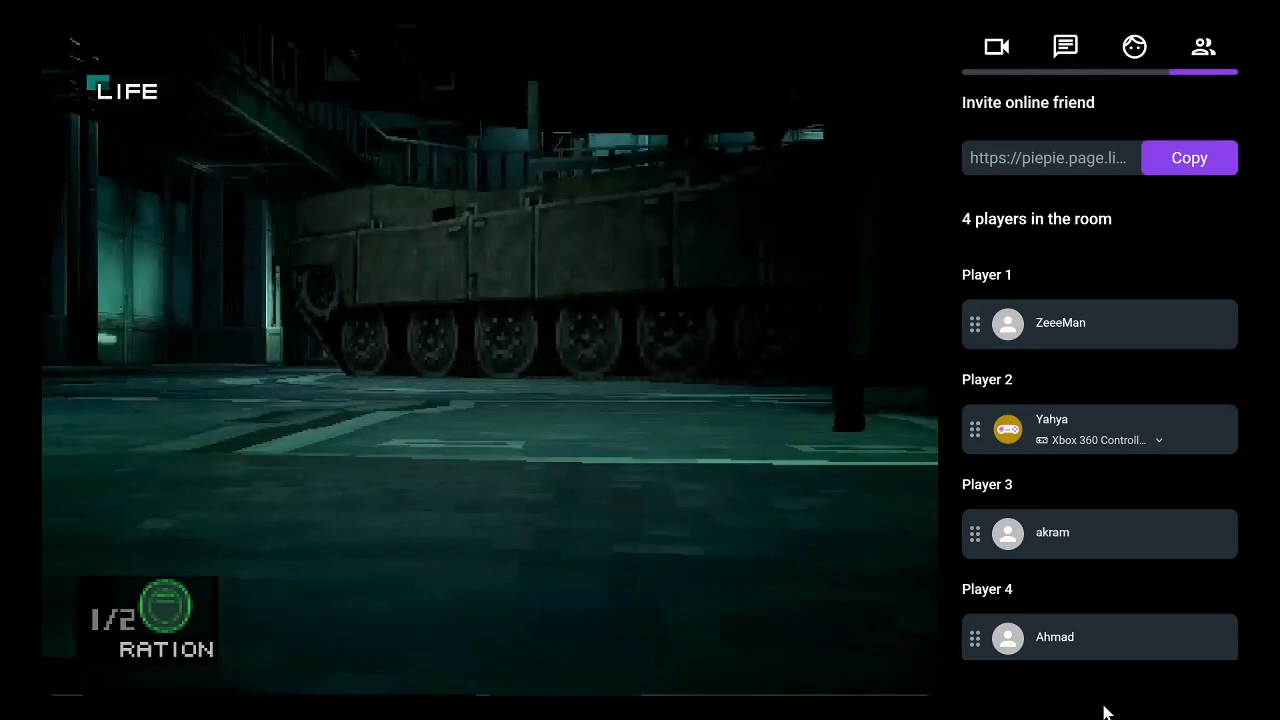 LIFE
1/2
RATION
Invite online friend
https://piepie.page.li...
Copy
4 players in the room
Player 1
ZeeeMan
Player 2
Yahya
Xbox 360 Controll...
Player 3
akram
Player 4
Ahmad